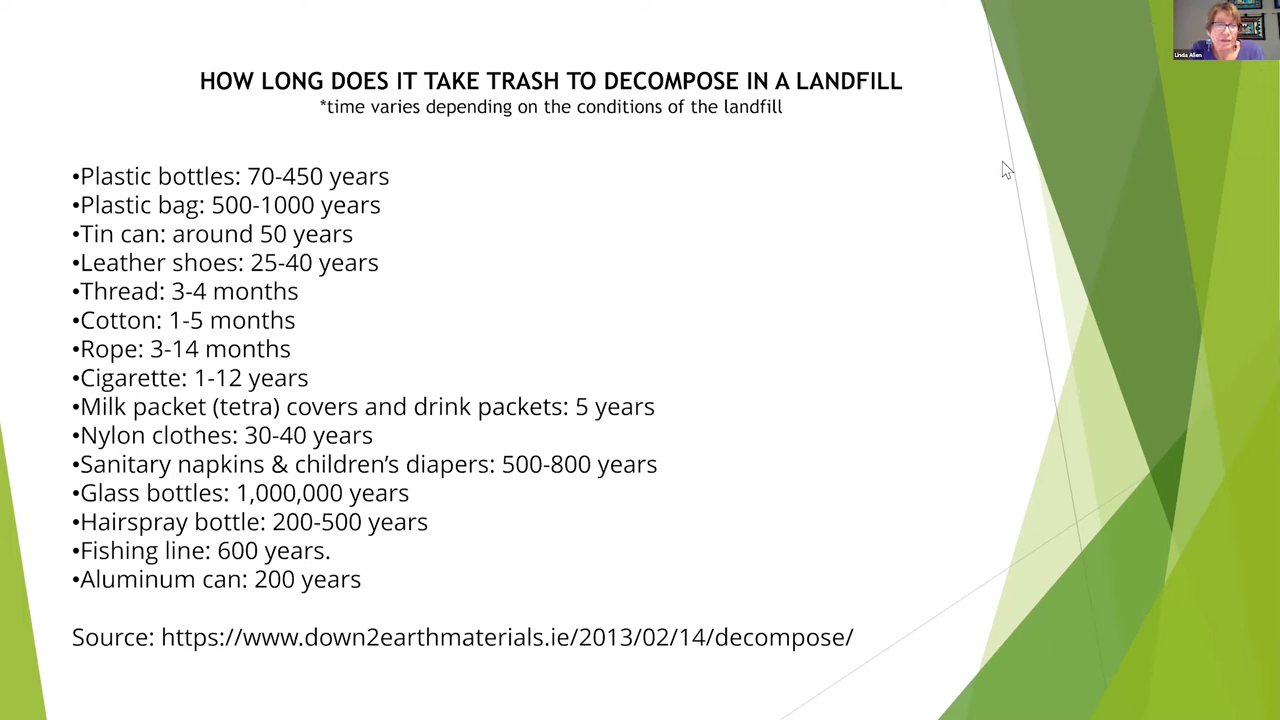 HOW LONG DOES IT TAKE TRASH TO DECOMPOSE IN A LANDFILL
*time varies depending on the conditions of the landfill
•Plastic bottles: 70-450 years
•Plastic bag: 500-1000 years
•Tin can: around 50 years
•Leather shoes: 25-40 years
•Thread: 3-4 months
•Cotton: 1-5 months
•Rope: 3-14 months
•Cigarette: 1-12 years
•Milk packet (tetra) covers and drink packets: 5 years
•Nylon clothes: 30-40 years
•Sanitary napkins & children’s diapers: 500-800 years
•Glass bottles: 1,000,000 years
•Hairspray bottle: 200-500 years
•Fishing line: 600 years.
•Aluminum can: 200 years
Source: https://www.down2earthmaterials.ie/2013/02/14/decompose/
Linda Allen